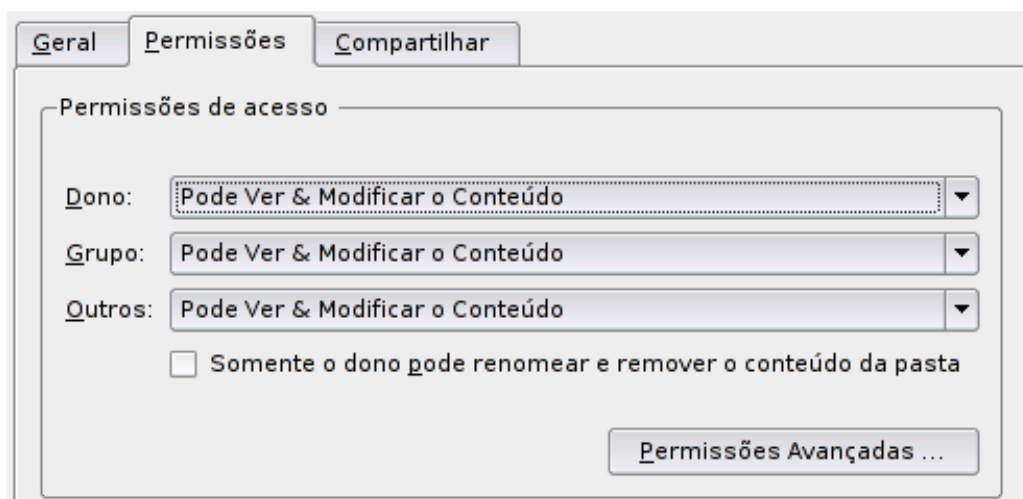 Geral Permissões Compartilhar
Permissões de acesso
Dono: Pode Ver & Modificar o Conteúdo
Grupo: Pode Ver & Modificar o Conteúdo
Outros: Pode Ver & Modificar o Conteúdo
Somente o dono pode renomear e remover o conteúdo da pasta
Permissões Avançadas ...